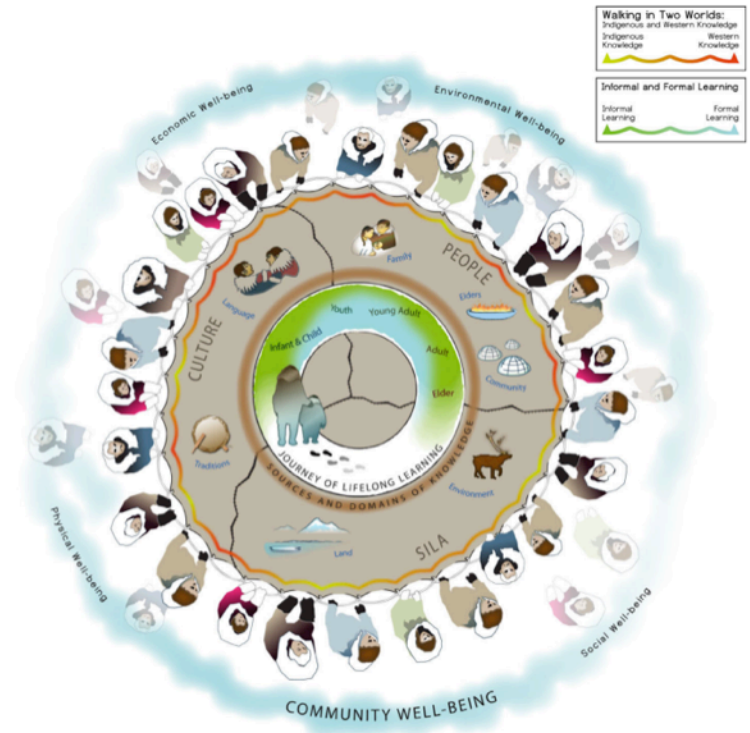 Walking in Two Worlds:
Indigenous and Western Knowledge
Indigenous Knowledge
Western Knowledge
Informal and Formal Learning
Informal Learning
Formal Learning
Economic Well-being
Environmental Well-being
Family
PEOPLE
Language
Elders
Youth
Young Adult
Infant & Child
Adult
Elder
CULTURE
Community
Traditions
JOURNEY OF LIFELONG LEARNING
SOURCES AND DOMAINS OF KNOWLEDGE
Environment
Land
SILA
Physical Well-being
Social Well-being
COMMUNITY WELL-BEING